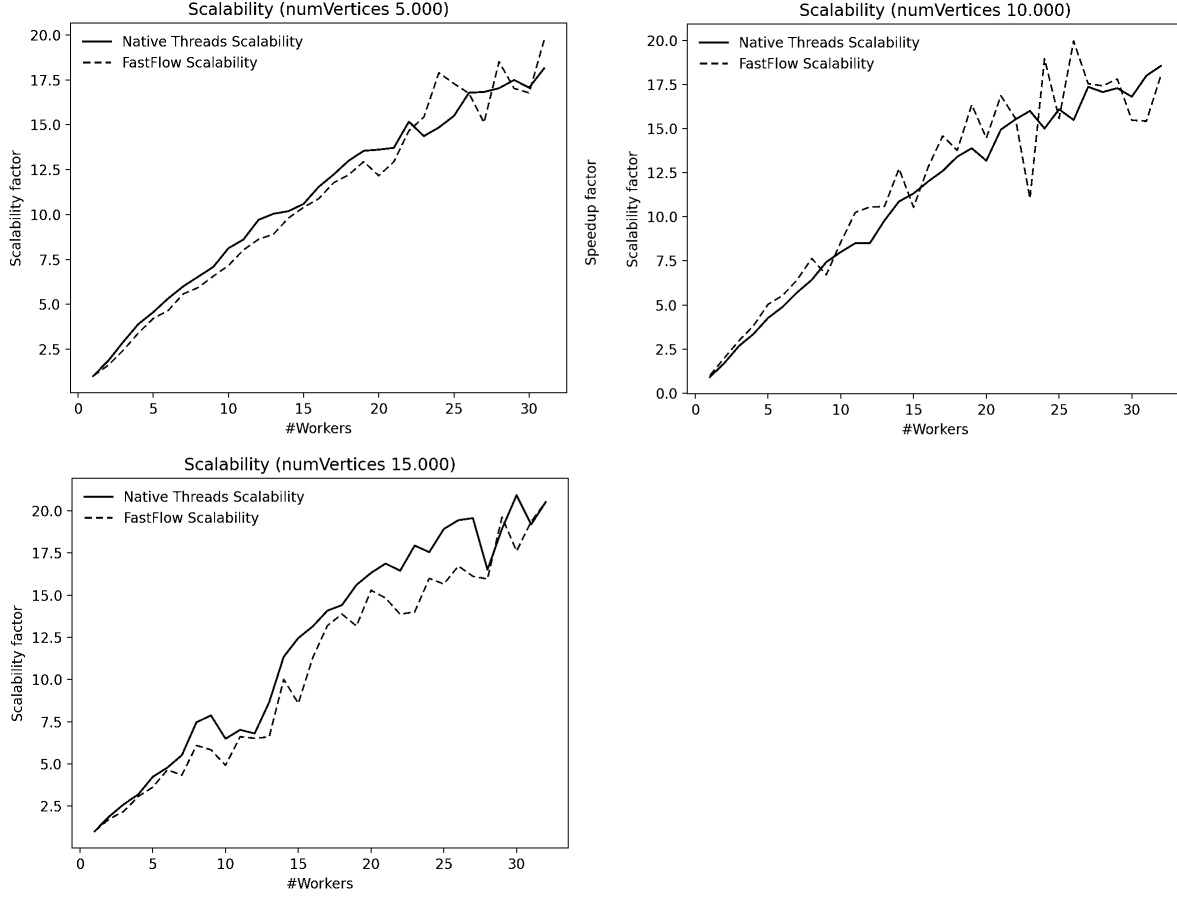 Scalability (numVertices 5.000)
Native Threads Scalability
FastFlow Scalability
20.0
17.5
15.0
12.5
10.0
7.5
5.0
2.5
Scalability factor
0 5 10 15 20 25 30
#Workers
Speedup factor
Scalability (numVertices 10.000)
Native Threads Scalability
FastFlow Scalability
20.0
17.5
15.0
12.5
10.0
7.5
5.0
2.5
0.0
Scalability factor
0 5 10 15 20 25 30
#Workers
Scalability (numVertices 15.000)
Native Threads Scalability
FastFlow Scalability
20.0
17.5
15.0
12.5
10.0
7.5
5.0
2.5
Scalability factor
0 5 10 15 20 25 30
#Workers